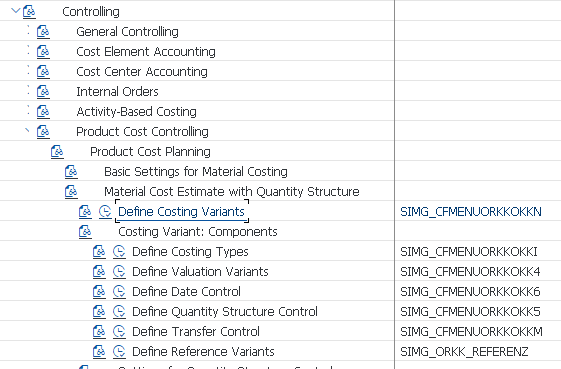 Controlling
General Controlling
Cost Element Accounting
Cost Center Accounting
Internal Orders
Activity-Based Costing
Product Cost Controlling
Product Cost Planning
Basic Settings for Material Costing
Material Cost Estimate with Quantity Structure
Define Costing Variants SIMG_CFMENUORKKOKKN
Costing Variant: Components
Define Costing Types SIMG_CFMENUORKKOKKI
Define Valuation Variants SIMG_CFMENUORKKOKK4
Define Date Control SIMG_CFMENUORKKOKK6
Define Quantity Structure Control SIMG_CFMENUORKKOKK5
Define Transfer Control SIMG_CFMENUORKKOKKM
Define Reference Variants SIMG_ORKK_REFERENZ